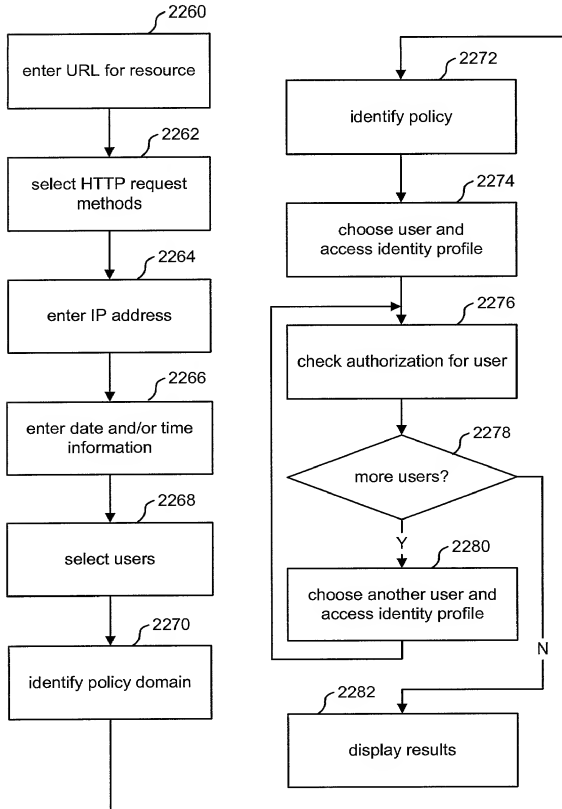 2260
enter URL for resource
2262
select HTTP request
methods
2264
enter IP address
2266
enter date and/or time
information
2268
select users
2270
identify policy domain
2272
identify policy
2274
choose user and
access identity profile
2276
check authorization for user
2278
more users?
Y
2280
choose another user and
access identity profile
N
2282
display results